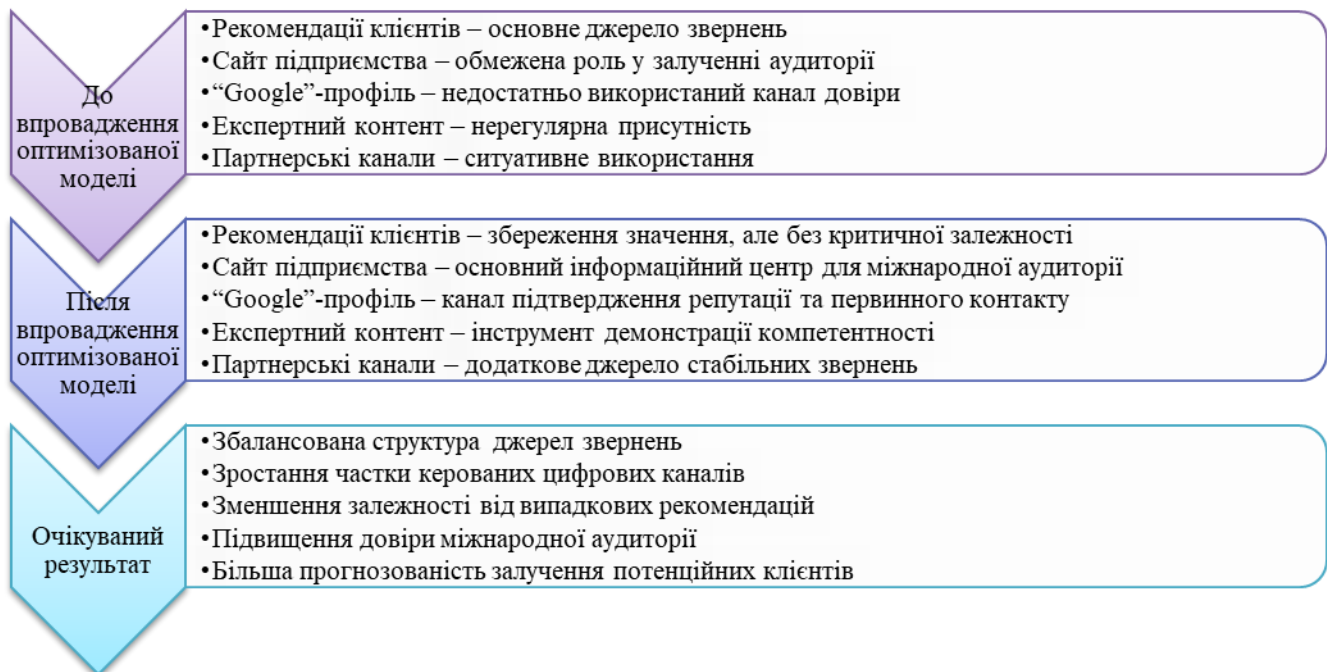 До
впровадження
оптимізованої
моделі
•Рекомендації клієнтів – основне джерело звернень
•Сайт підприємства – обмежена роль у залученні аудиторії
•“Google”-профіль – недостатньо використаний канал довіри
•Експертний контент – нерегулярна присутність
•Партнерські канали – ситуативне використання
Після
впровадження
оптимізованої
моделі
•Рекомендації клієнтів – збереження значення, але без критичної залежності
•Сайт підприємства – основний інформаційний центр для міжнародної аудиторії
•“Google”-профіль – канал підтвердження репутації та первинного контакту
•Експертний контент – інструмент демонстрації компетентності
•Партнерські канали – додаткове джерело стабільних звернень
Очікуваний
результат
•Збалансована структура джерел звернень
•Зростання частки керованих цифрових каналів
•Зменшення залежності від випадкових рекомендацій
•Підвищення довіри міжнародної аудиторії
•Більша прогнозованість залучення потенційних клієнтів